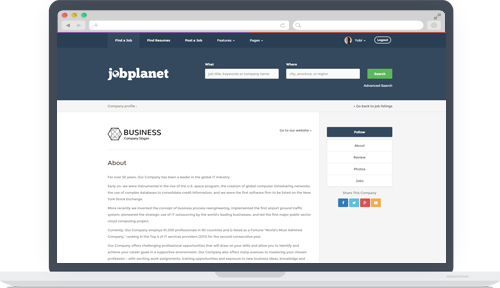 Find a Job Find Resumes Post a Job Features Pages Yobi Logout
jobplanet
What Where
job title, keywords or company name city, province, or region Search
Advanced Search
Company profile Go back to job listings
BUSINESS
Company Slogan
Go to our website
Follow
About
Review
Photos
Jobs
Share This Company
About
For over 50 years, Our Company has been a leader in the global IT industry.
Early on, we were instrumental in the rise of the U.S. space program, the creation of global computer timesharing networks,
the use of complex databases to consolidate credit information, and we were the first software firm to be listed on the New
York Stock Exchange.
More recently we invented the concept of business process reengineering, implemented the first airport ground traffic
system, pioneered the strategic use of IT outsourcing by the world's leading businesses, and led the first major public sector
cloud computing project.
Currently, Our Company employs 81,000 professionals in 90 countries and is listed as a Fortune "World's Most Admired
Company," ranking in the Top 5 of IT services providers (2011) for the second consecutive year.
Our Company offers challenging professional opportunities that will draw on your skills and allow you to identify and
achieve your career goals in a supportive environment. Our Company also offers many avenues to mastering your chosen
profession - with exciting work assignments, training opportunities and exposure to new business ideas, knowledge and